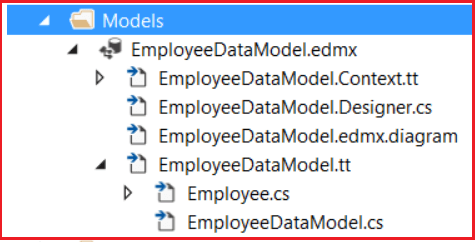 Models
EmployeeDataModel.edmx
EmployeeDataModel.Context.tt
EmployeeDataModel.Designer.cs
EmployeeDataModel.edmx.diagram
EmployeeDataModel.tt
Employee.cs
EmployeeDataModel.cs